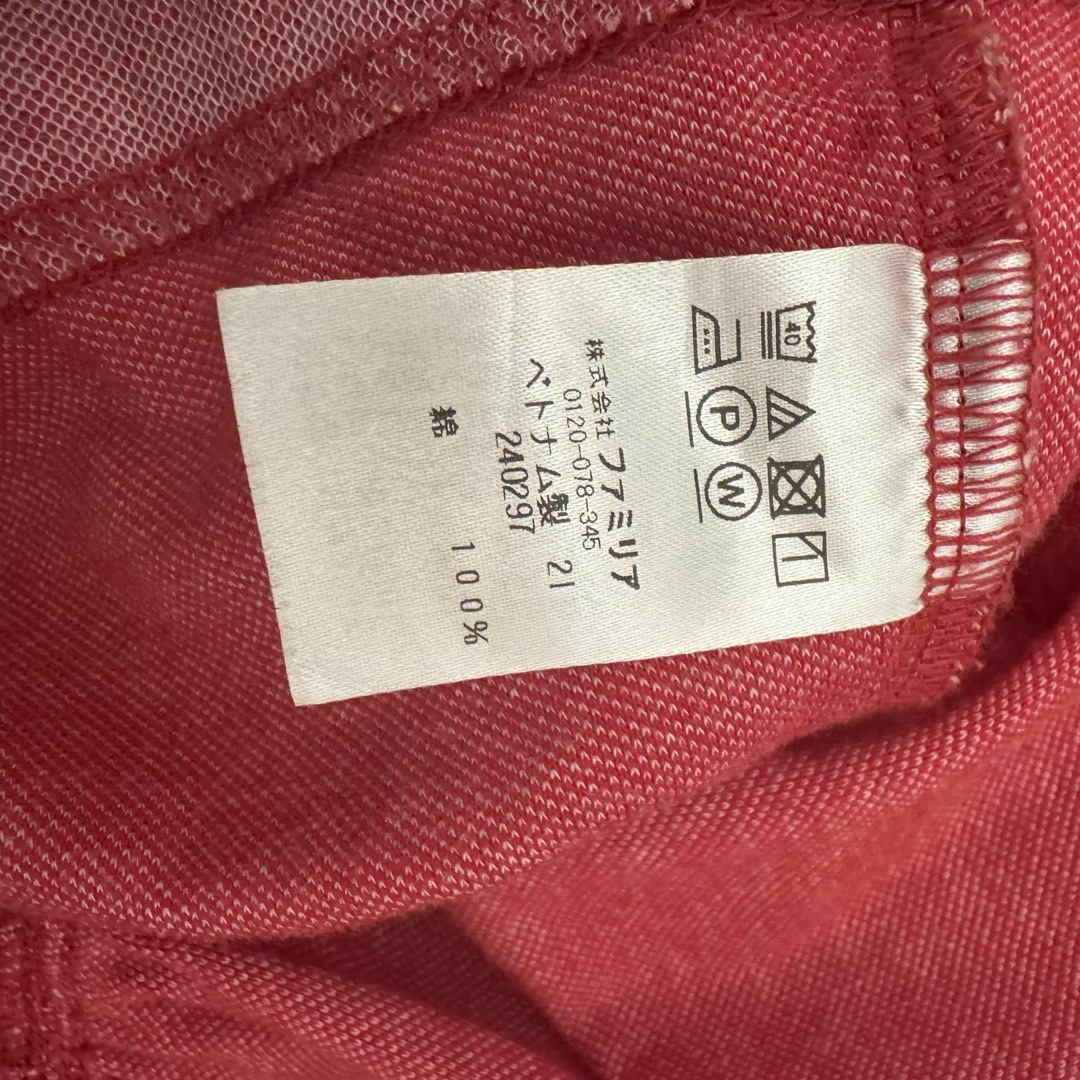 40
P W
株式会社 ファミリア
0120-078-345
ベトナム製 21
240297
綿 100%